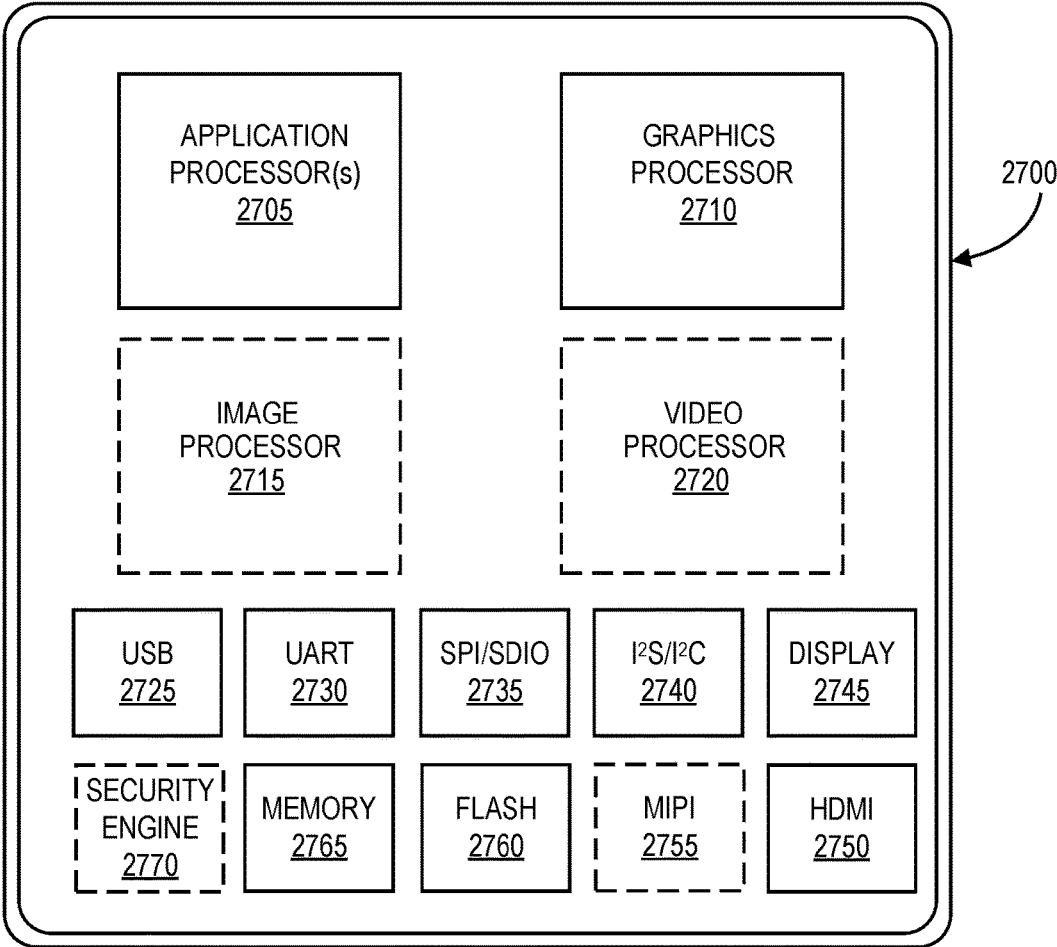 APPLICATION
PROCESSOR(s)
2705
GRAPHICS
PROCESSOR
2710
2700
IMAGE
PROCESSOR
2715
VIDEO
PROCESSOR
2720
USB
2725
UART
2730
SPI/SDIO
2735
I²S/I²C
2740
DISPLAY
2745
SECURITY
ENGINE
2770
MEMORY
2765
FLASH
2760
MIPI
2755
HDMI
2750